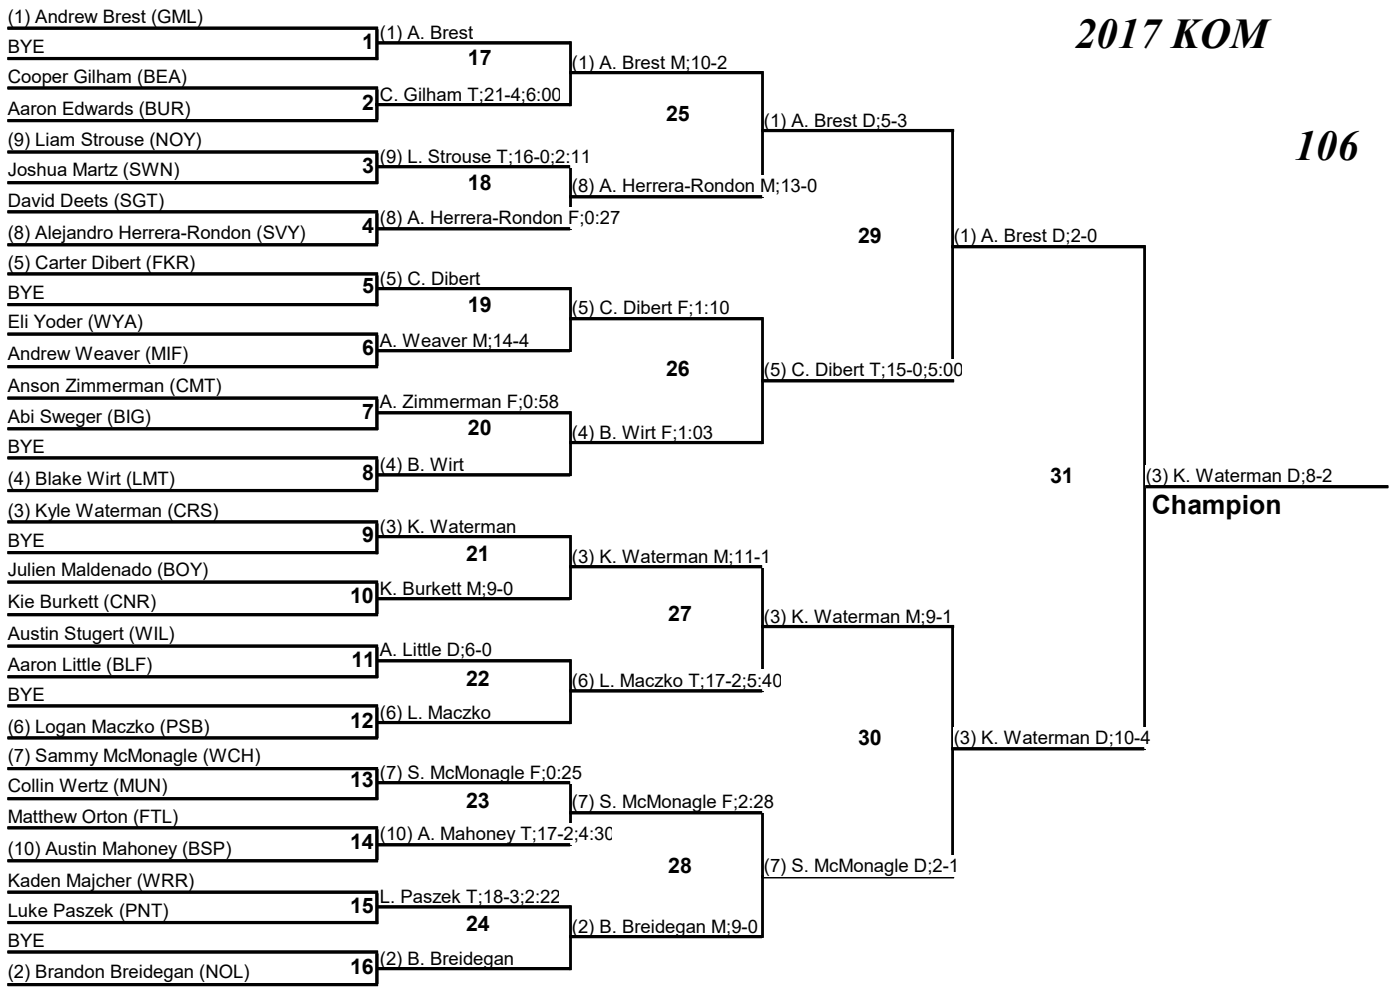 2017 KOM
106
(1) Andrew Brest (GML)
BYE
Cooper Gilham (BEA)
Aaron Edwards (BUR)
(9) Liam Strouse (NOY)
Joshua Martz (SWN)
David Deets (SGT)
(8) Alejandro Herrera-Rondon (SVY)
(5) Carter Dibert (FKR)
BYE
Eli Yoder (WYA)
Andrew Weaver (MIF)
Anson Zimmerman (CMT)
Abi Sweger (BIG)
BYE
(4) Blake Wirt (LMT)
(3) Kyle Waterman (CRS)
BYE
Julien Maldenado (BOY)
Kie Burkett (CNR)
Austin Stugert (WIL)
Aaron Little (BLF)
BYE
(6) Logan Maczko (PSB)
(7) Sammy McMonagle (WCH)
Collin Wertz (MUN)
Matthew Orton (FTL)
(10) Austin Mahoney (BSP)
Kaden Majcher (WRR)
Luke Paszek (PNT)
BYE
(2) Brandon Breidegan (NOL)
1
2
3
4
5
6
7
8
9
10
11
12
13
14
15
16
(1) A. Brest
17
C. Gilham T;21-4;6:00
(9) L. Strouse T;16-0;2:11
18
(8) A. Herrera-Rondon F;0:27
(5) C. Dibert
19
A. Weaver M;14-4
A. Zimmerman F;0:58
20
(4) B. Wirt
(3) K. Waterman
21
K. Burkett M;9-0
A. Little D;6-0
22
(6) L. Maczko
(7) S. McMonagle F;0:25
23
(10) A. Mahoney T;17-2;4:30
L. Paszek T;18-3;2:22
24
(2) B. Breidegan
(1) A. Brest M;10-2
25
(8) A. Herrera-Rondon M;13-0
(5) C. Dibert F;1:10
26
(4) B. Wirt F;1:03
(3) K. Waterman M;11-1
27
(6) L. Maczko T;17-2;5:40
(7) S. McMonagle F;2:28
28
(2) B. Breidegan M;9-0
(1) A. Brest D;5-3
29
(5) C. Dibert T;15-0;5:00
(3) K. Waterman M;9-1
30
(7) S. McMonagle D;2-1
(1) A. Brest D;2-0
31
(3) K. Waterman D;10-4
(3) K. Waterman D;8-2
Champion